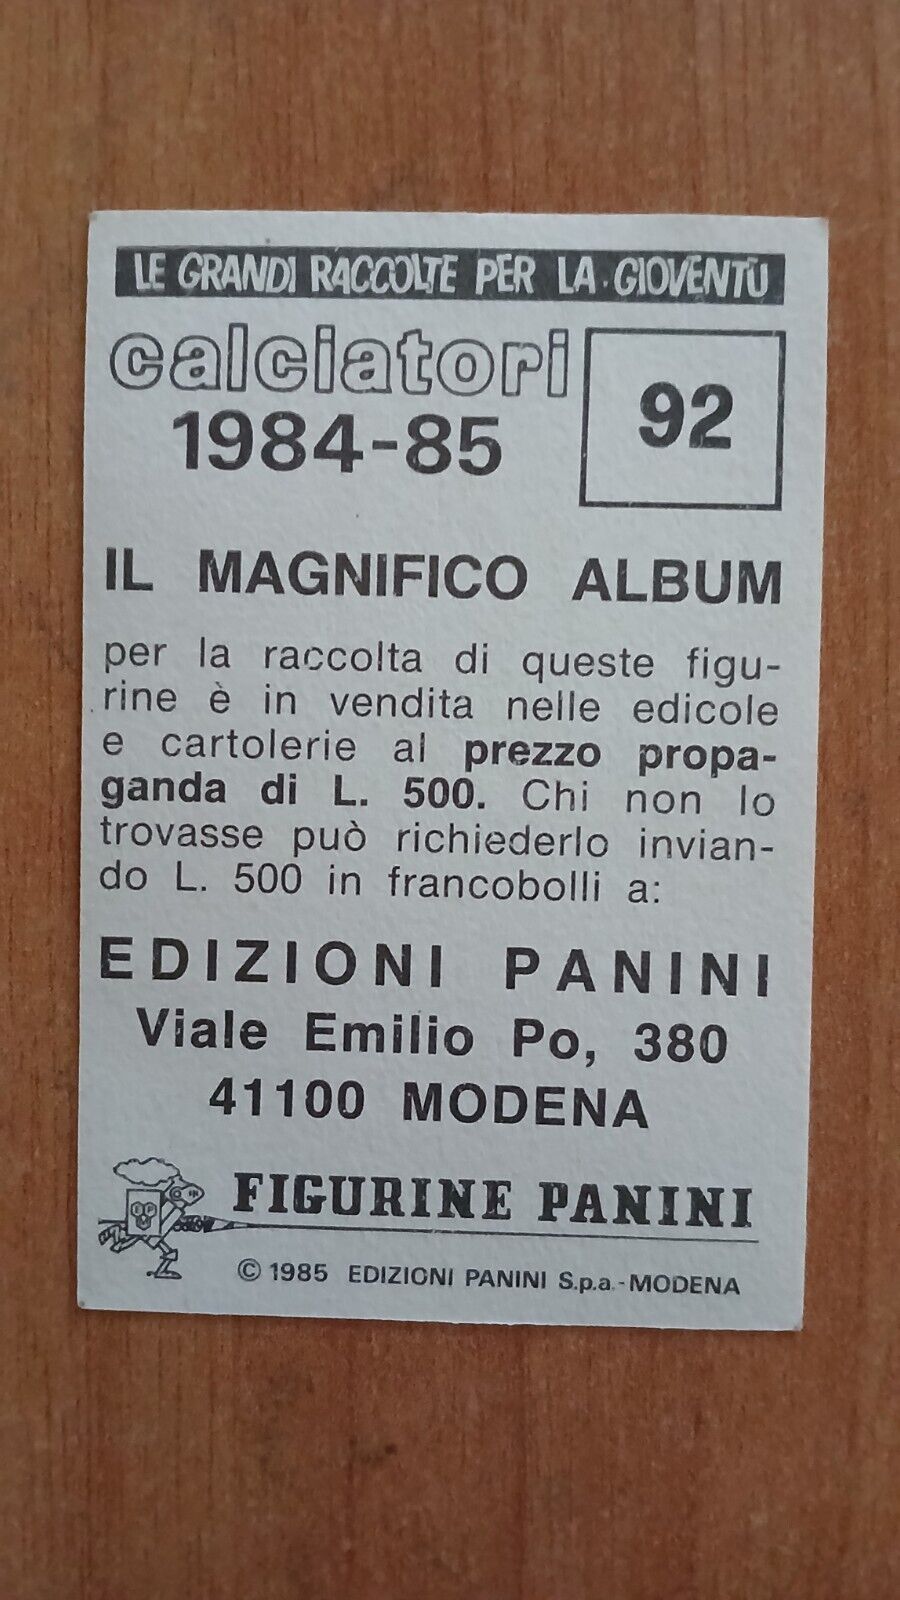 LE GRANDI RACCOLTE PER LA GIOVENTÙ
calciatori
1984-85
92
IL MAGNIFICO ALBUM
per la raccolta di queste figu-
rine è in vendita nelle edicole
e cartolerie al prezzo propa-
ganda di L. 500. Chi non lo
trovasse può richiederlo invian-
do L. 500 in francobolli a:
EDIZIONI PANINI
Viale Emilio Po, 380
41100 MODENA
FIGURINE PANINI
© 1985 EDIZIONI PANINI S.p.a.-MODENA